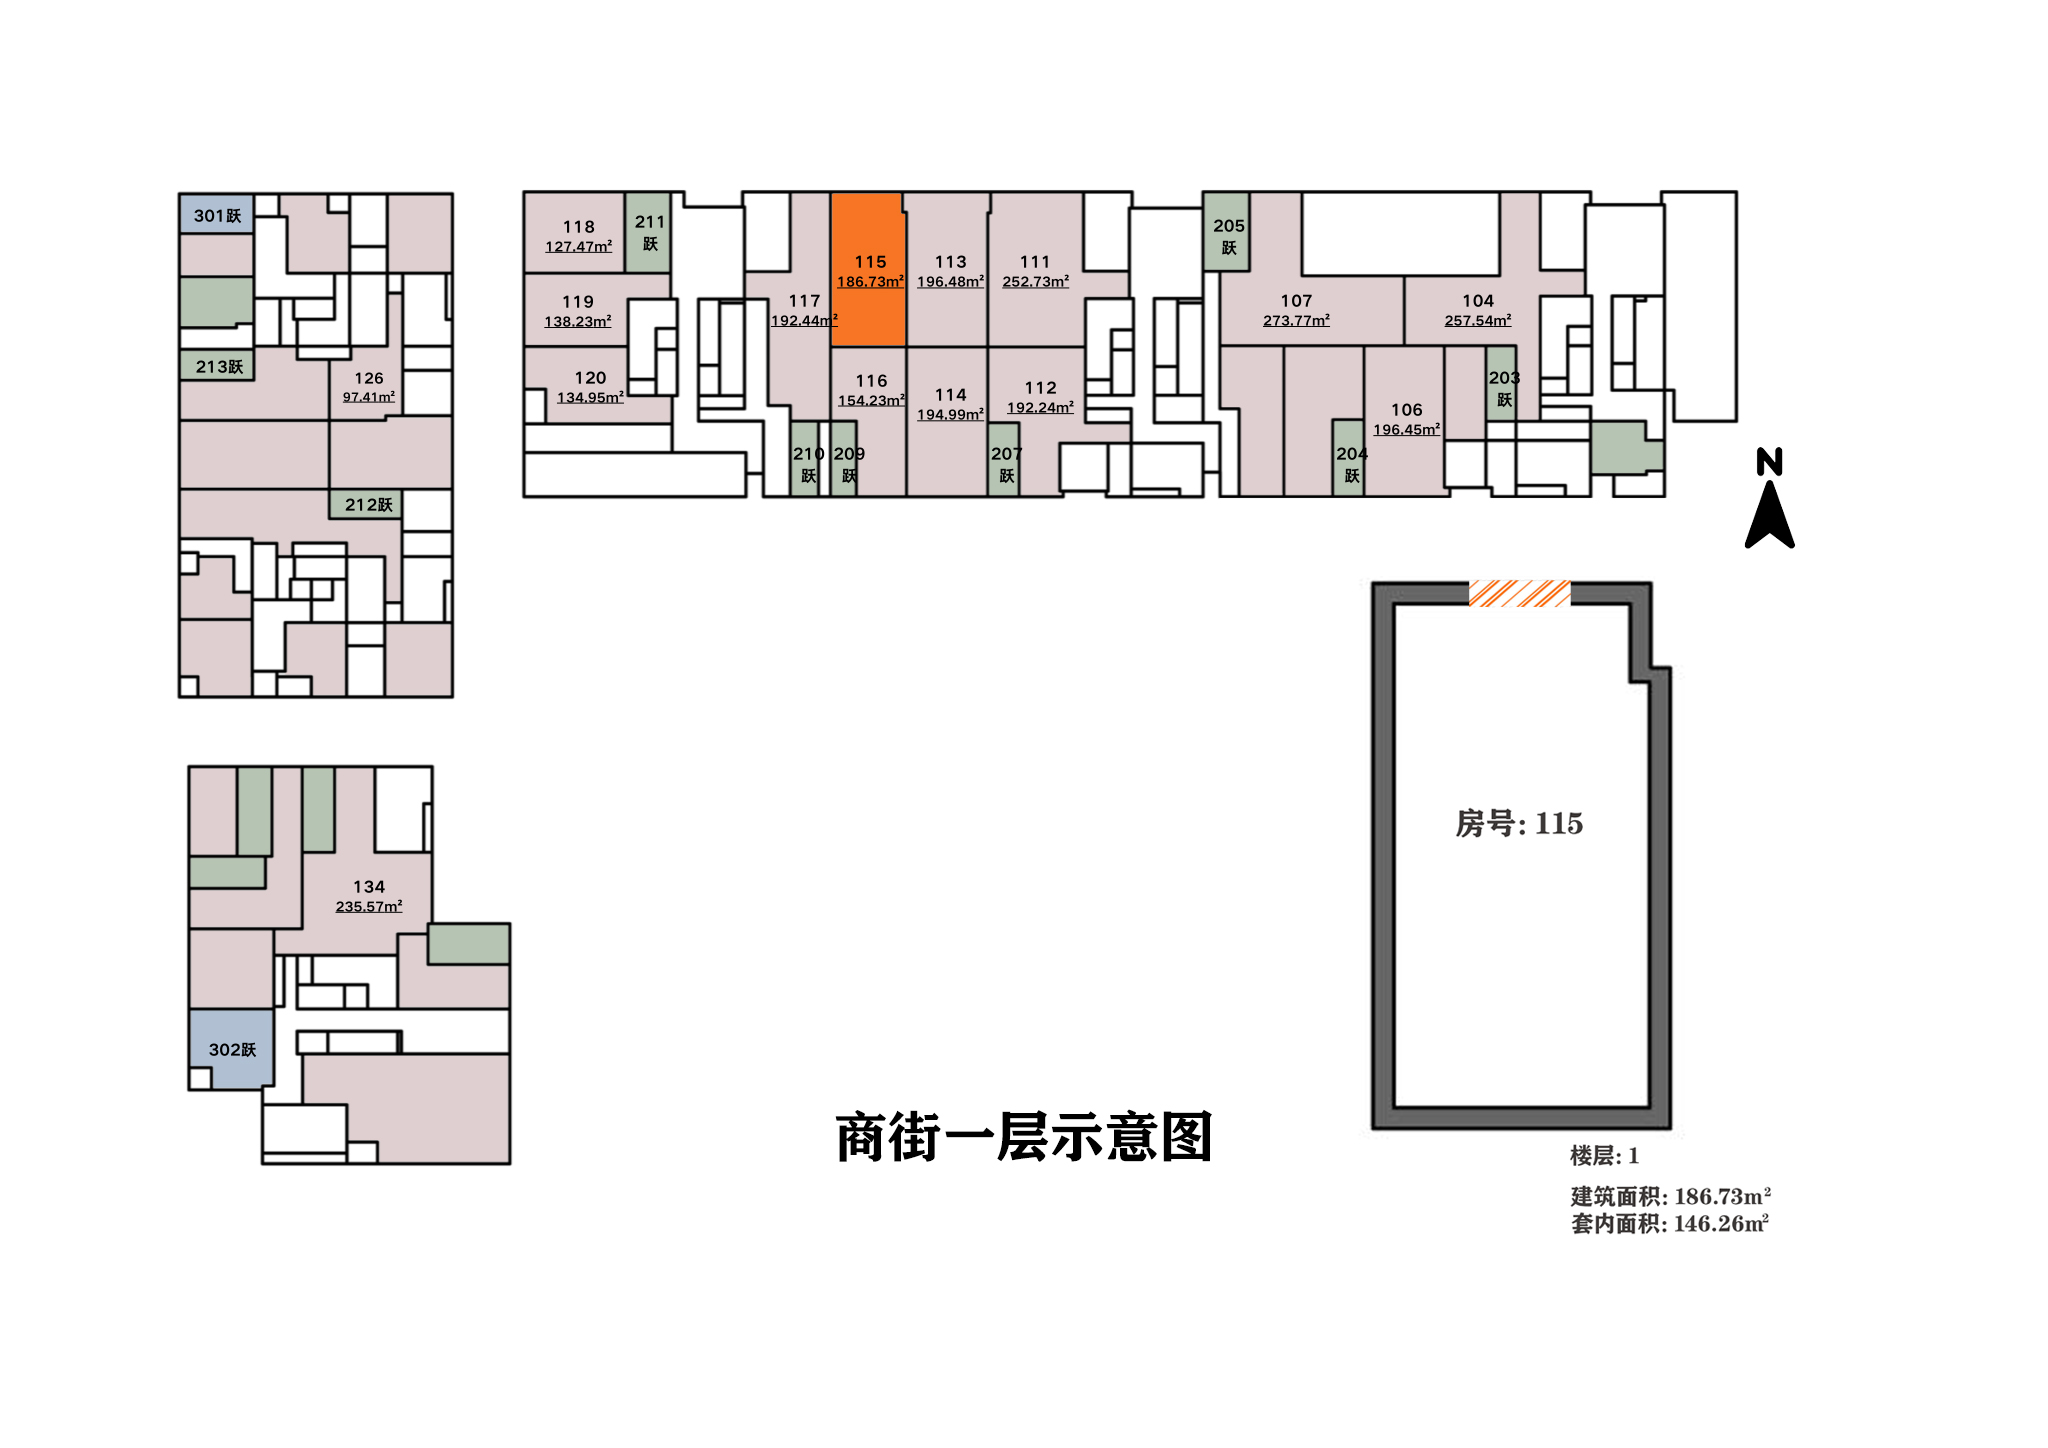 301跃
213跃
126
97.41m²
212跃
118
127.47m²
211
跃
119
138.23m²
120
134.95m²
117
192.44m²
115
186.73m²
113
196.48m²
111
252.73m²
116
154.23m²
114
194.99m²
112
192.24m²
210
跃
209
跃
207
跃
205
跃
107
273.77m²
104
257.54m²
203
跃
106
196.45m²
204
跃
N
134
235.57m²
302跃
房号: 115
商街一层示意图
楼层: 1
建筑面积: 186.73m²
套内面积: 146.26m²